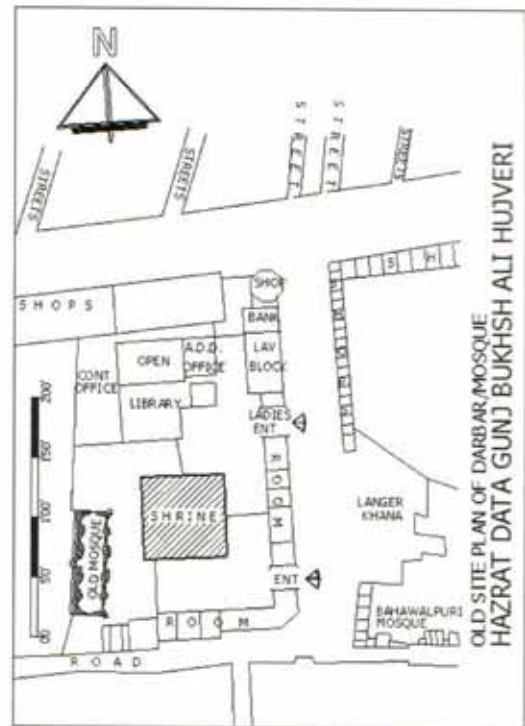 N
STREETS
STREETS
STREET
STREET
STREETS
SHOPS
SHOP
BANK
A.D.D.
OFFICE
OPEN
CONT
OFFICE
LAV
BLOCK
LIBRARY
LADIES
ENT
ROOM
SHRINE
OLD MOSQUE
ENT
ROOM
ROAD
LANGER
KHANA
BAHAWALPURI
MOSQUE
200'
150'
100'
50'
OLD SITE PLAN OF DARBAR/MOSQUE
HAZRAT DATA GUNJ BUKHSH ALI HUJVERI